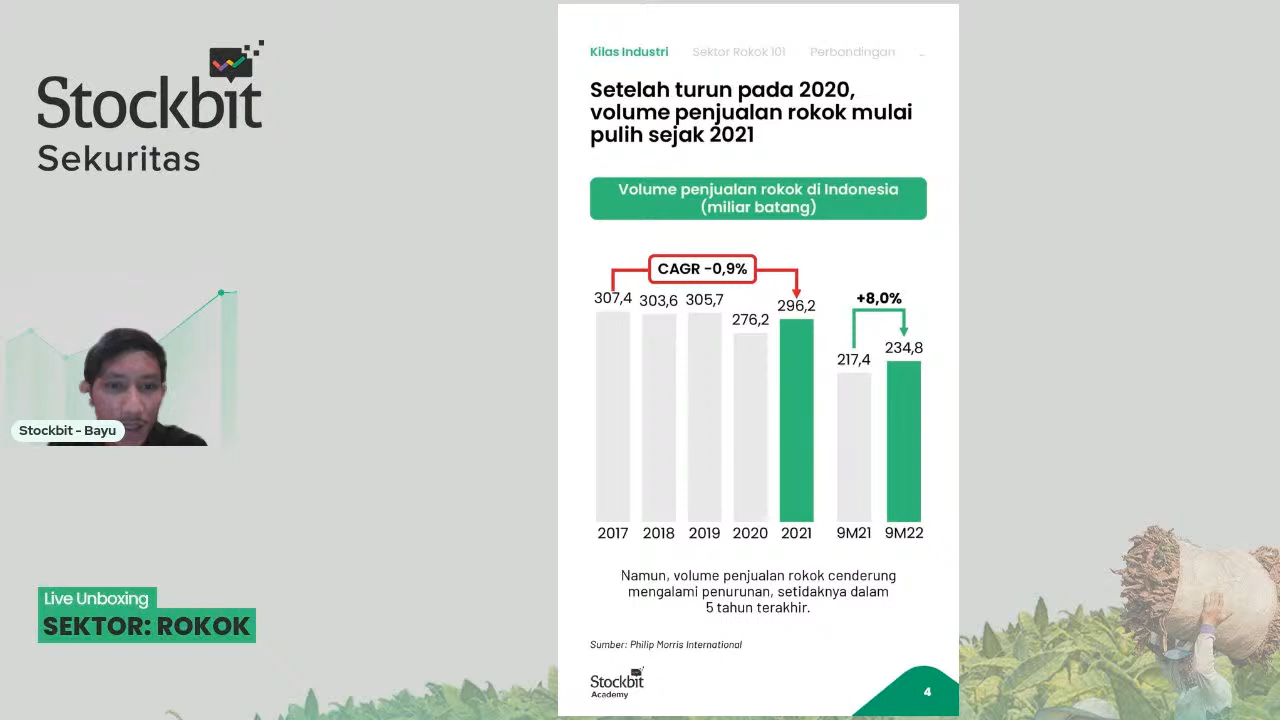 Stockbit
Sekuritas
Stockbit - Bayu
Live Unboxing
SEKTOR: ROKOK
Kilas Industri Sektor Rokok 101 Perbandingan ...
Setelah turun pada 2020,
volume penjualan rokok mulai
pulih sejak 2021
Volume penjualan rokok di Indonesia
(miliar batang)
CAGR -0,9%
307,4 303,6 305,7 276,2 296,2
+8,0%
217,4 234,8
2017 2018 2019 2020 2021 9M21 9M22
Namun, volume penjualan rokok cenderung
mengalami penurunan, setidaknya dalam
5 tahun terakhir.
Sumber: Philip Morris International
Stockbit
Academy
4